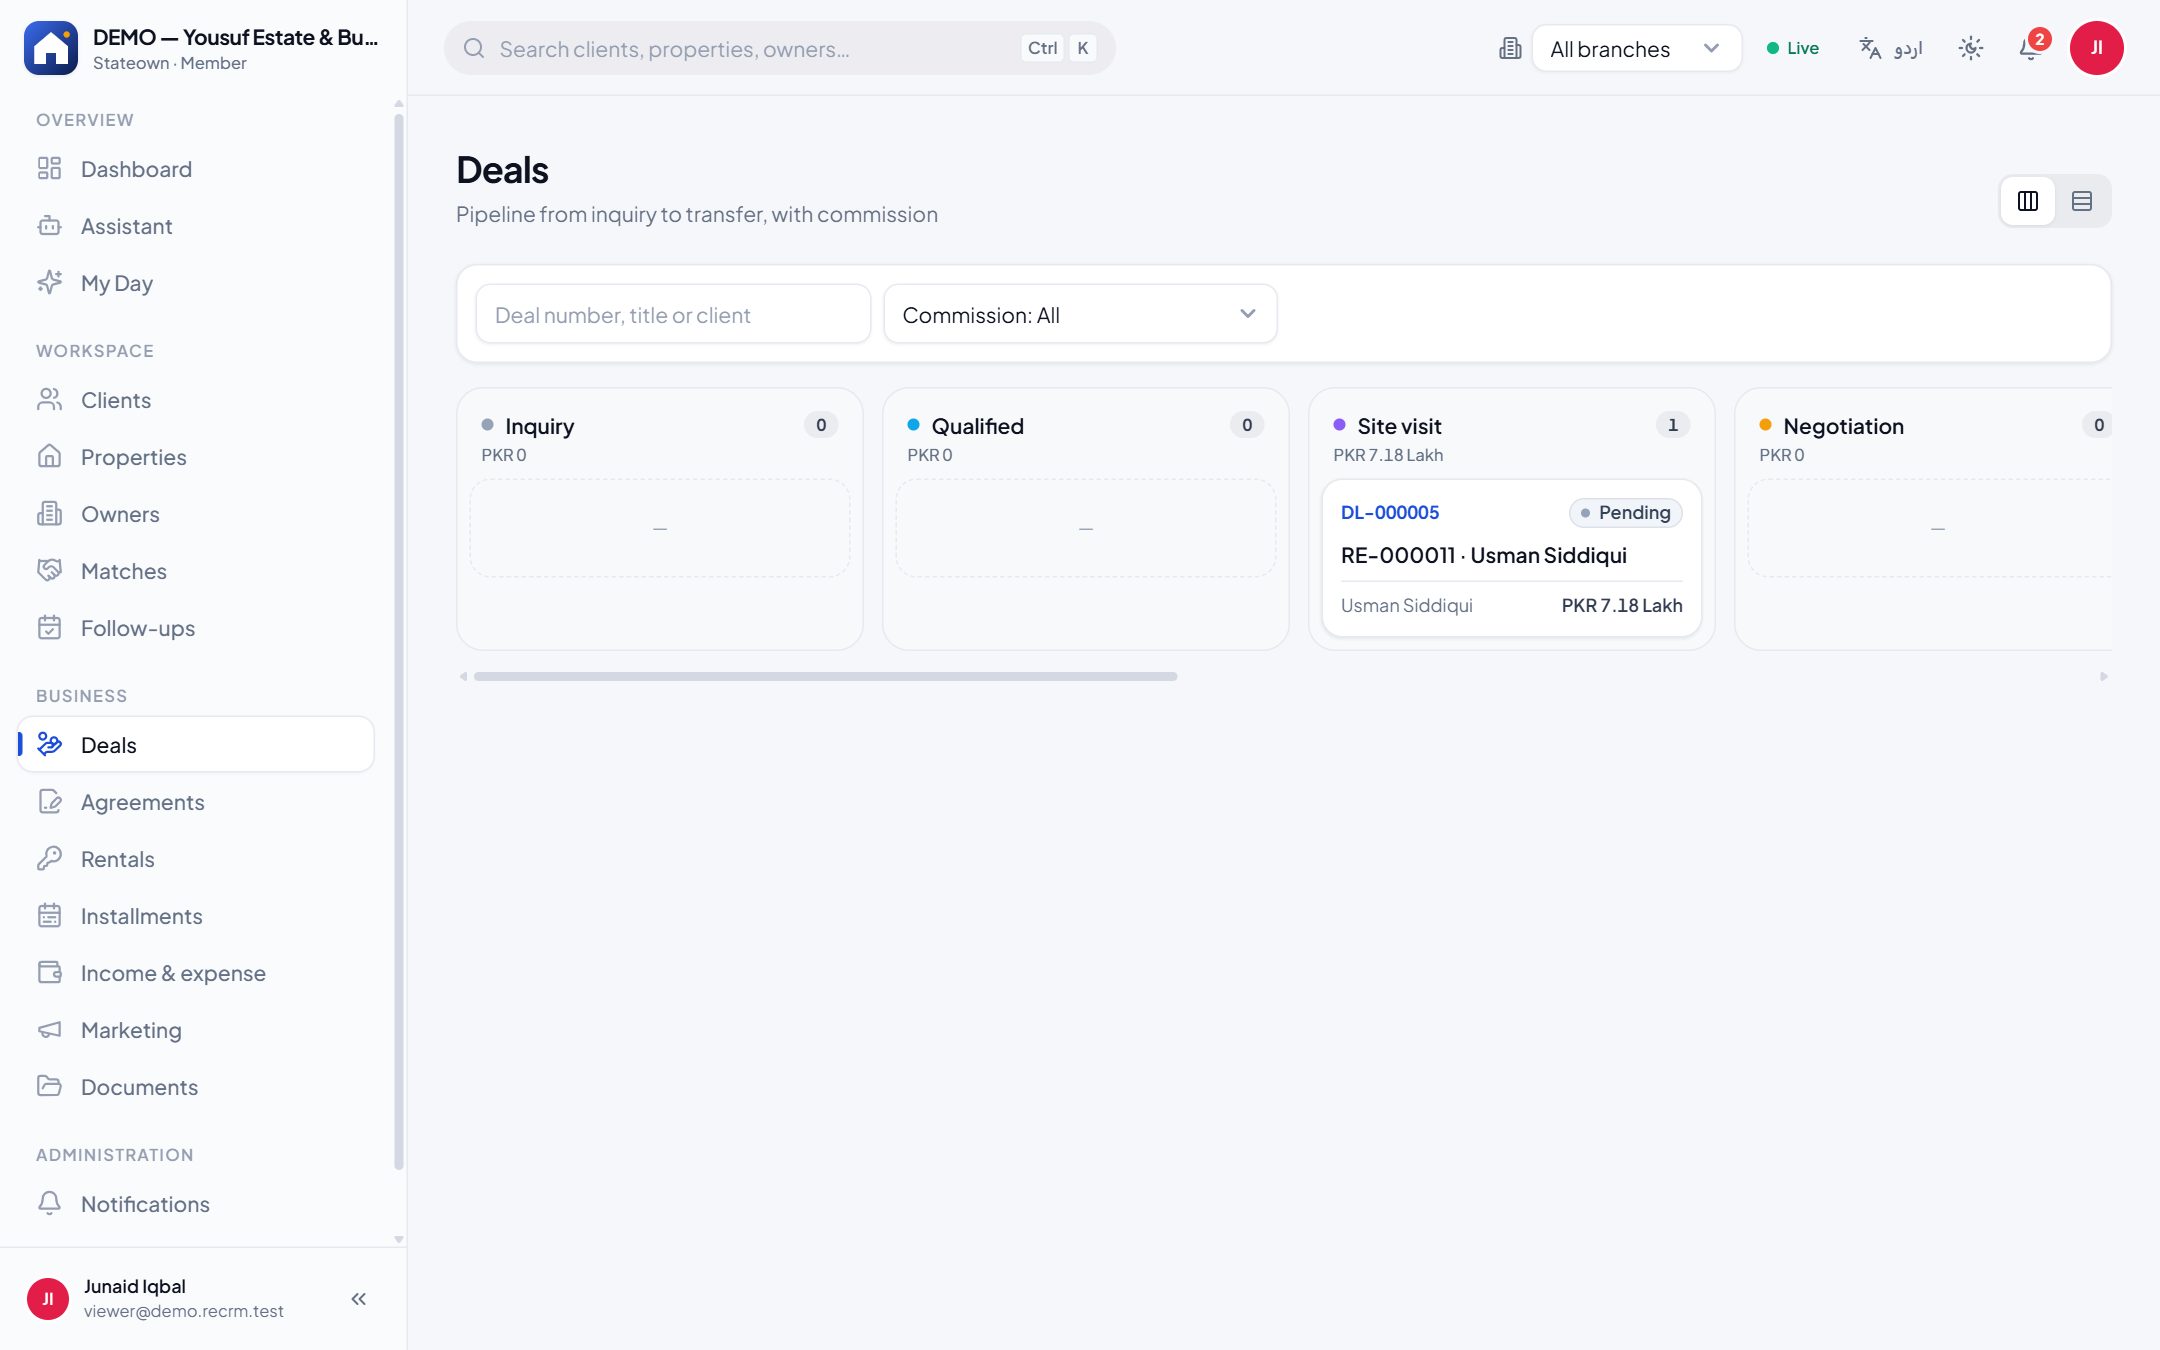 DEMO — Yousuf Estate & Bu...
Stateown · Member
OVERVIEW
Dashboard
Assistant
My Day
WORKSPACE
Clients
Properties
Owners
Matches
Follow-ups
BUSINESS
Deals
Agreements
Rentals
Installments
Income & expense
Marketing
Documents
ADMINISTRATION
Notifications
JI
Junaid Iqbal
viewer@demo.recrm.test
Search clients, properties, owners... Ctrl K
All branches
Live
اردو
2
JI
Deals
Pipeline from inquiry to transfer, with commission
Deal number, title or client
Commission: All
Inquiry 0
PKR 0
—
Qualified 0
PKR 0
—
Site visit 1
PKR 7.18 Lakh
DL-000005 Pending
RE-000011 · Usman Siddiqui
Usman Siddiqui PKR 7.18 Lakh
Negotiation 0
PKR 0
—